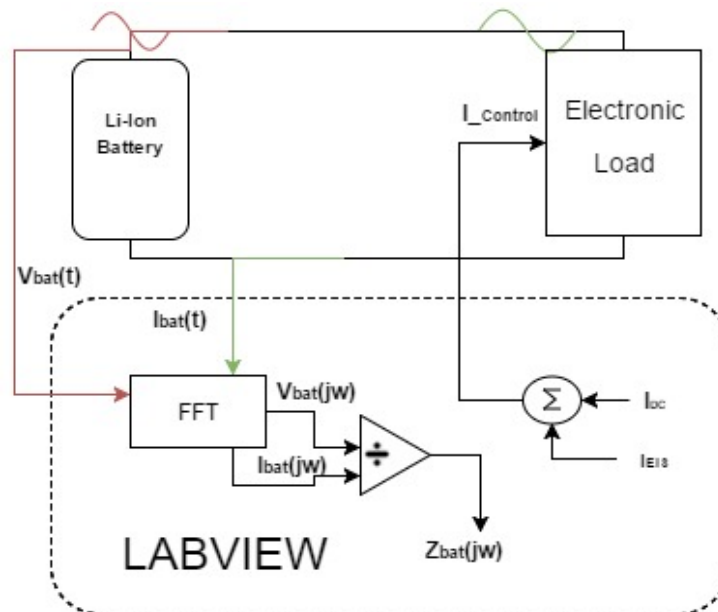 Li-Ion
Battery
I_Control
Electronic
Load
Vbat(t)
Ibat(t)
FFT
Vbat(jw)
Ibat(jw)
÷
Σ
IDC
IEIS
LABVIEW
Zbat(jw)